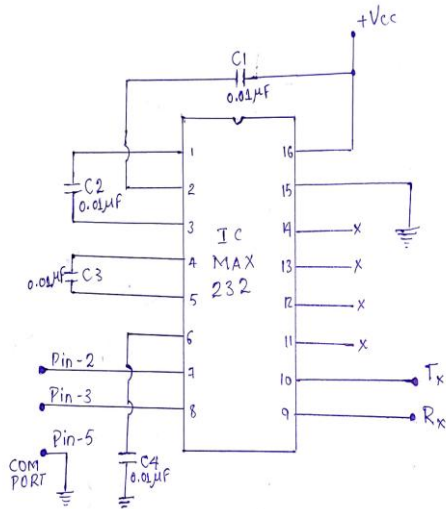 +Vcc
C1
0.01µF
1
16
C2
0.01µF
2
15
3
IC
MAX
232
14
x
4
13
x
0.01µF
C3
5
12
x
6
11
x
Pin-2
7
10
Tx
Pin-3
8
9
Rx
Pin-5
COM
PORT
C4
0.01µF